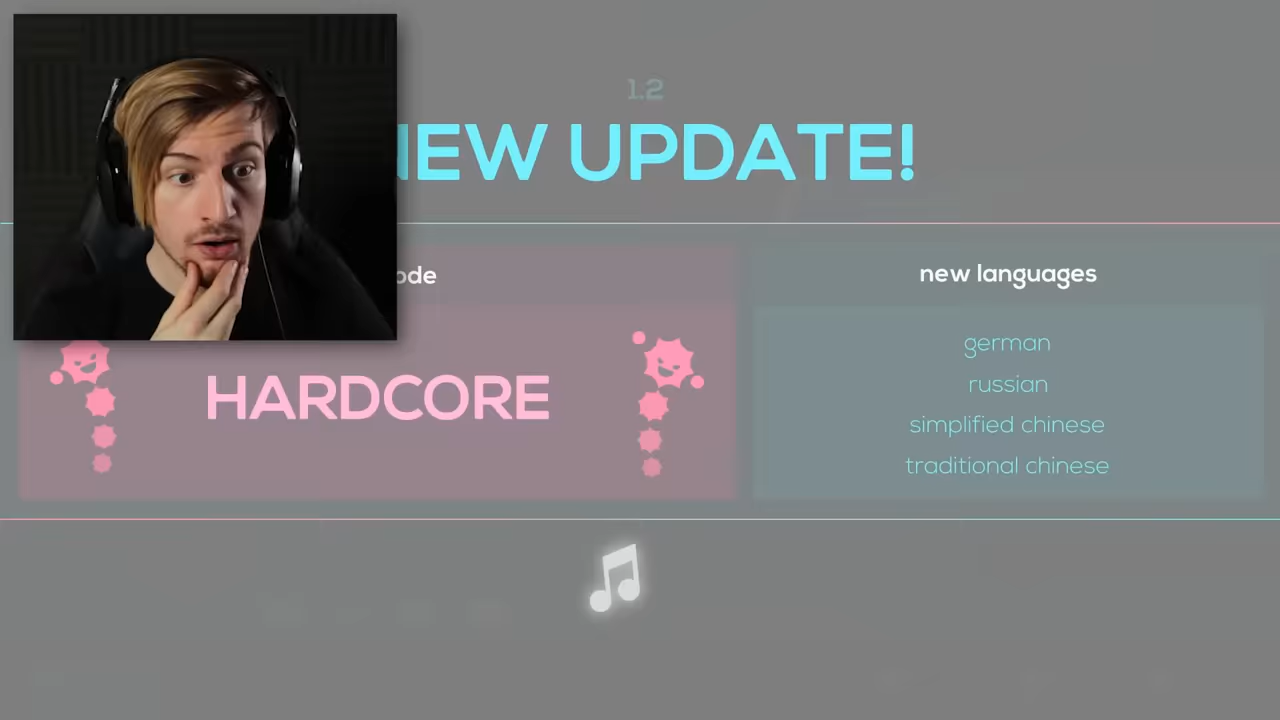 1.2
NEW UPDATE!
ode
new languages
HARDCORE
german
russian
simplified chinese
traditional chinese